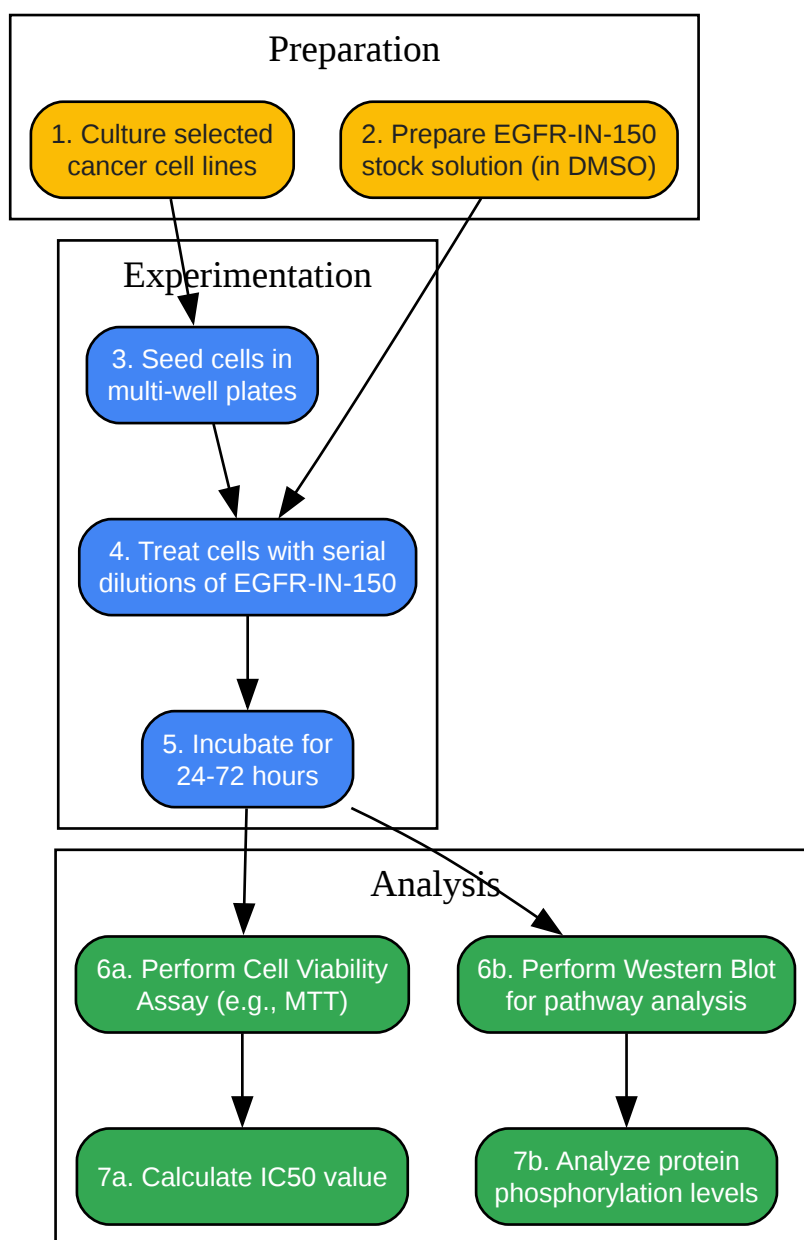 Preparation
1. Culture selected
cancer cell lines
2. Prepare EGFR-IN-150
stock solution (in DMSO)
Experimentation
3. Seed cells in
multi-well plates
4. Treat cells with serial
dilutions of EGFR-IN-150
5. Incubate for
24-72 hours
Analysis
6a. Perform Cell Viability
Assay (e.g., MTT)
6b. Perform Western Blot
for pathway analysis
7a. Calculate IC50 value
7b. Analyze protein
phosphorylation levels